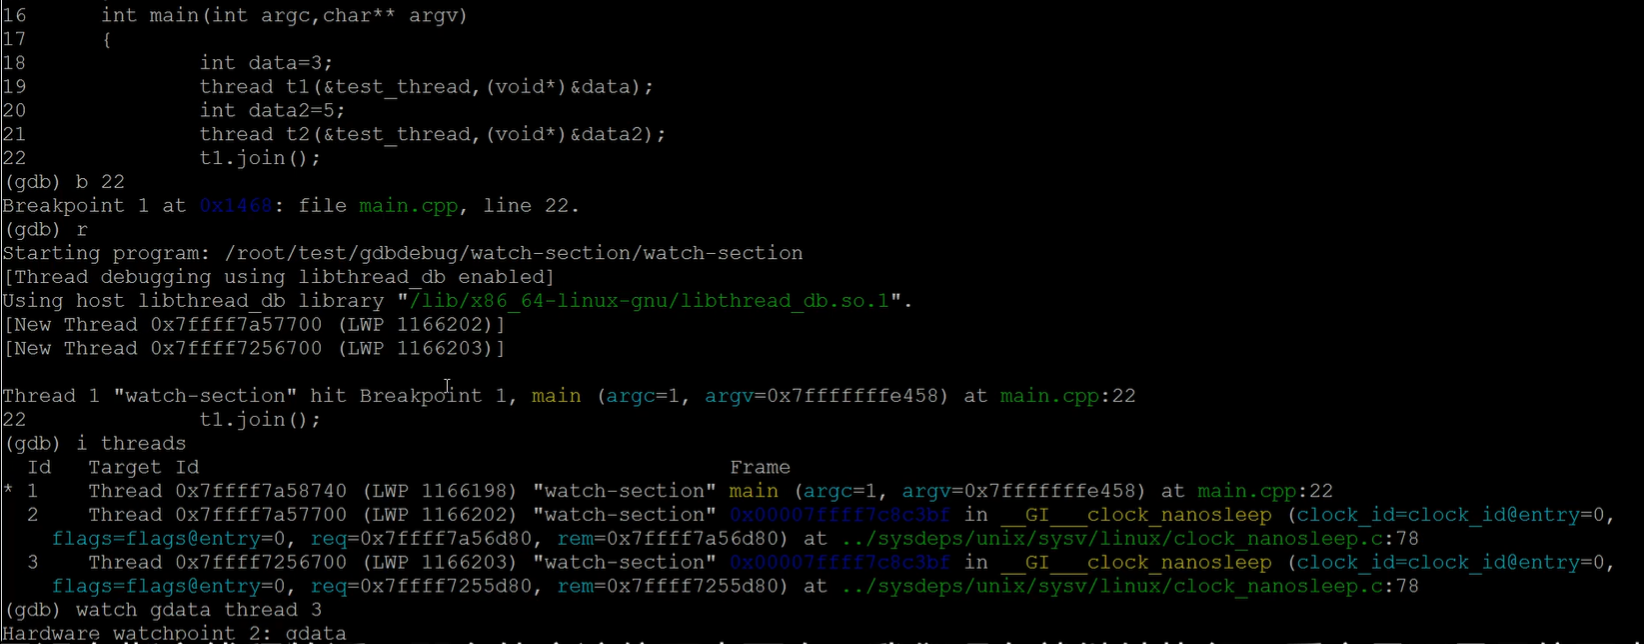 16 int main(int argc,char** argv)
17 {
18 int data=3;
19 thread t1(&test_thread,(void*)&data);
20 int data2=5;
21 thread t2(&test_thread,(void*)&data2);
22 t1.join();
(gdb) b 22
Breakpoint 1 at 0x1468: file main.cpp, line 22.
(gdb) r
Starting program: /root/test/gdbdebug/watch-section/watch-section
[Thread debugging using libthread_db enabled]
Using host libthread_db library "/lib/x86_64-linux-gnu/libthread_db.so.1".
[New Thread 0x7ffff7a57700 (LWP 1166202)]
[New Thread 0x7ffff7256700 (LWP 1166203)]
Thread 1 "watch-section" hit Breakpoint 1, main (argc=1, argv=0x7fffffffe458) at main.cpp:22
22 t1.join();
(gdb) i threads
Id Target Id Frame
* 1 Thread 0x7ffff7a58740 (LWP 1166198) "watch-section" main (argc=1, argv=0x7fffffffe458) at main.cpp:22
2 Thread 0x7ffff7a57700 (LWP 1166202) "watch-section" 0x00007ffff7c8c3bf in __GI___clock_nanosleep (clock_id=clock_id@entry=0,
flags=flags@entry=0, req=0x7ffff7a56d80, rem=0x7ffff7a56d80) at ../sysdeps/unix/sysv/linux/clock_nanosleep.c:78
3 Thread 0x7ffff7256700 (LWP 1166203) "watch-section" 0x00007ffff7c8c3bf in __GI___clock_nanosleep (clock_id=clock_id@entry=0,
flags=flags@entry=0, req=0x7ffff7255d80, rem=0x7ffff7255d80) at ../sysdeps/unix/sysv/linux/clock_nanosleep.c:78
(gdb) watch gdata thread 3
Hardware watchpoint 2: gdata